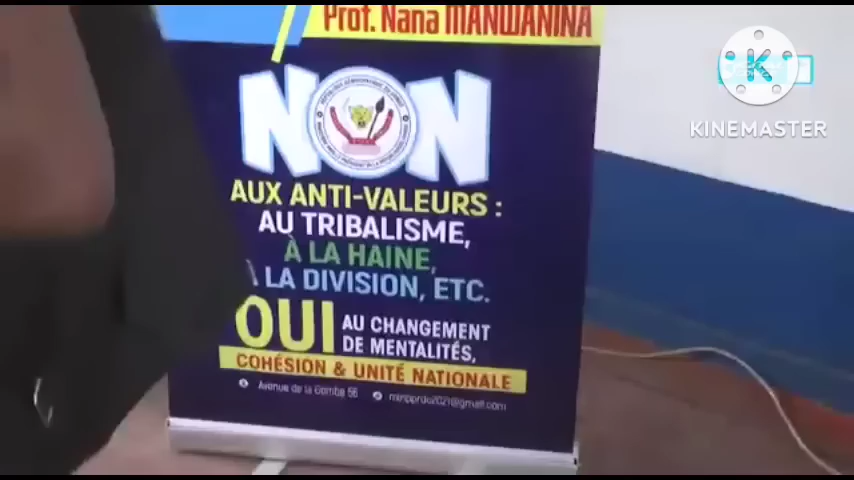 Prof. Nana MANWANINA
NON
AUX ANTI-VALEURS :
AU TRIBALISME,
À LA HAINE,
LA DIVISION, ETC.
OUI AU CHANGEMENT
DE MENTALITÉS,
COHÉSION & UNITÉ NATIONALE
Avenue de la Gombe 56
KINEMASTER